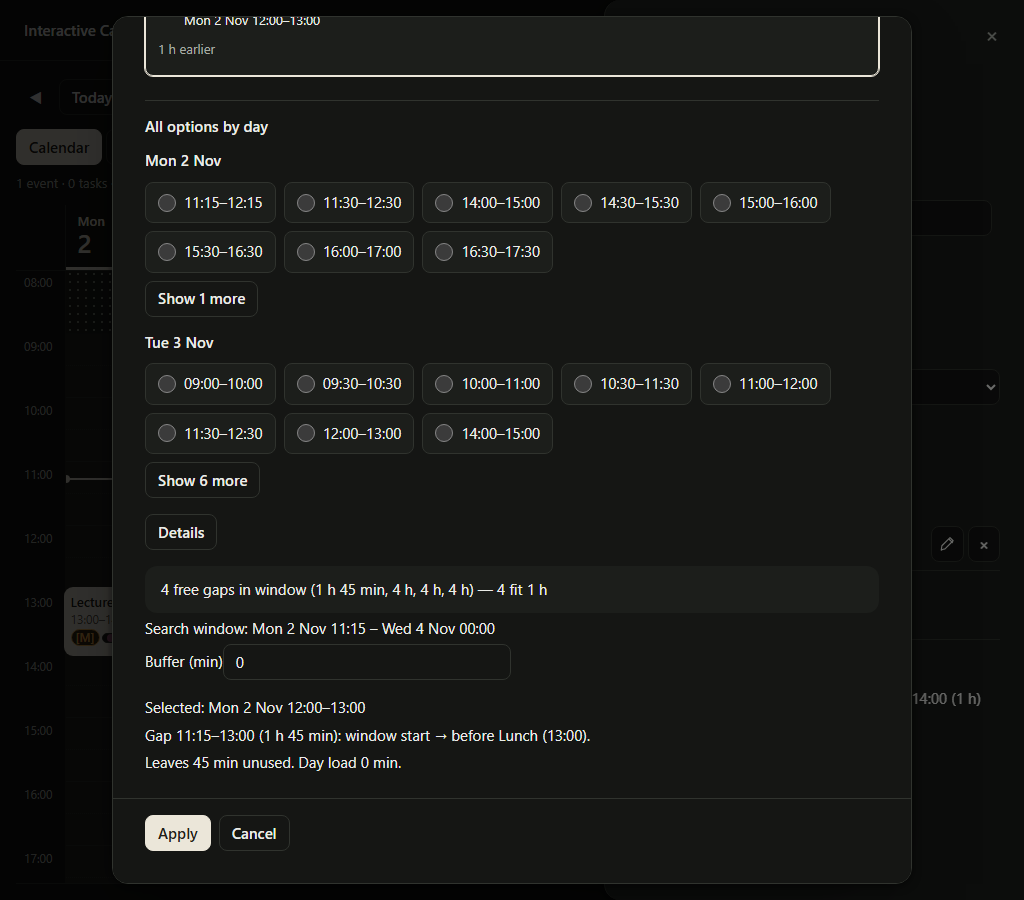 Interactive Ca
Mon 2 Nov 12:00–13:00
1 h earlier
Today
Calendar
1 event · 0 tasks
Mon
2
08:00
09:00
10:00
11:00
12:00
13:00
14:00
15:00
16:00
17:00
Lecture
13:00–1
[M]
All options by day
Mon 2 Nov
11:15–12:15 11:30–12:30 14:00–15:00 14:30–15:30 15:00–16:00
15:30–16:30 16:00–17:00 16:30–17:30
Show 1 more
Tue 3 Nov
09:00–10:00 09:30–10:30 10:00–11:00 10:30–11:30 11:00–12:00
11:30–12:30 12:00–13:00 14:00–15:00
Show 6 more
Details
4 free gaps in window (1 h 45 min, 4 h, 4 h, 4 h) — 4 fit 1 h
Search window: Mon 2 Nov 11:15 – Wed 4 Nov 00:00
Buffer (min) 0
Selected: Mon 2 Nov 12:00–13:00
Gap 11:15–13:00 (1 h 45 min): window start → before Lunch (13:00).
Leaves 45 min unused. Day load 0 min.
Apply Cancel
14:00 (1 h)